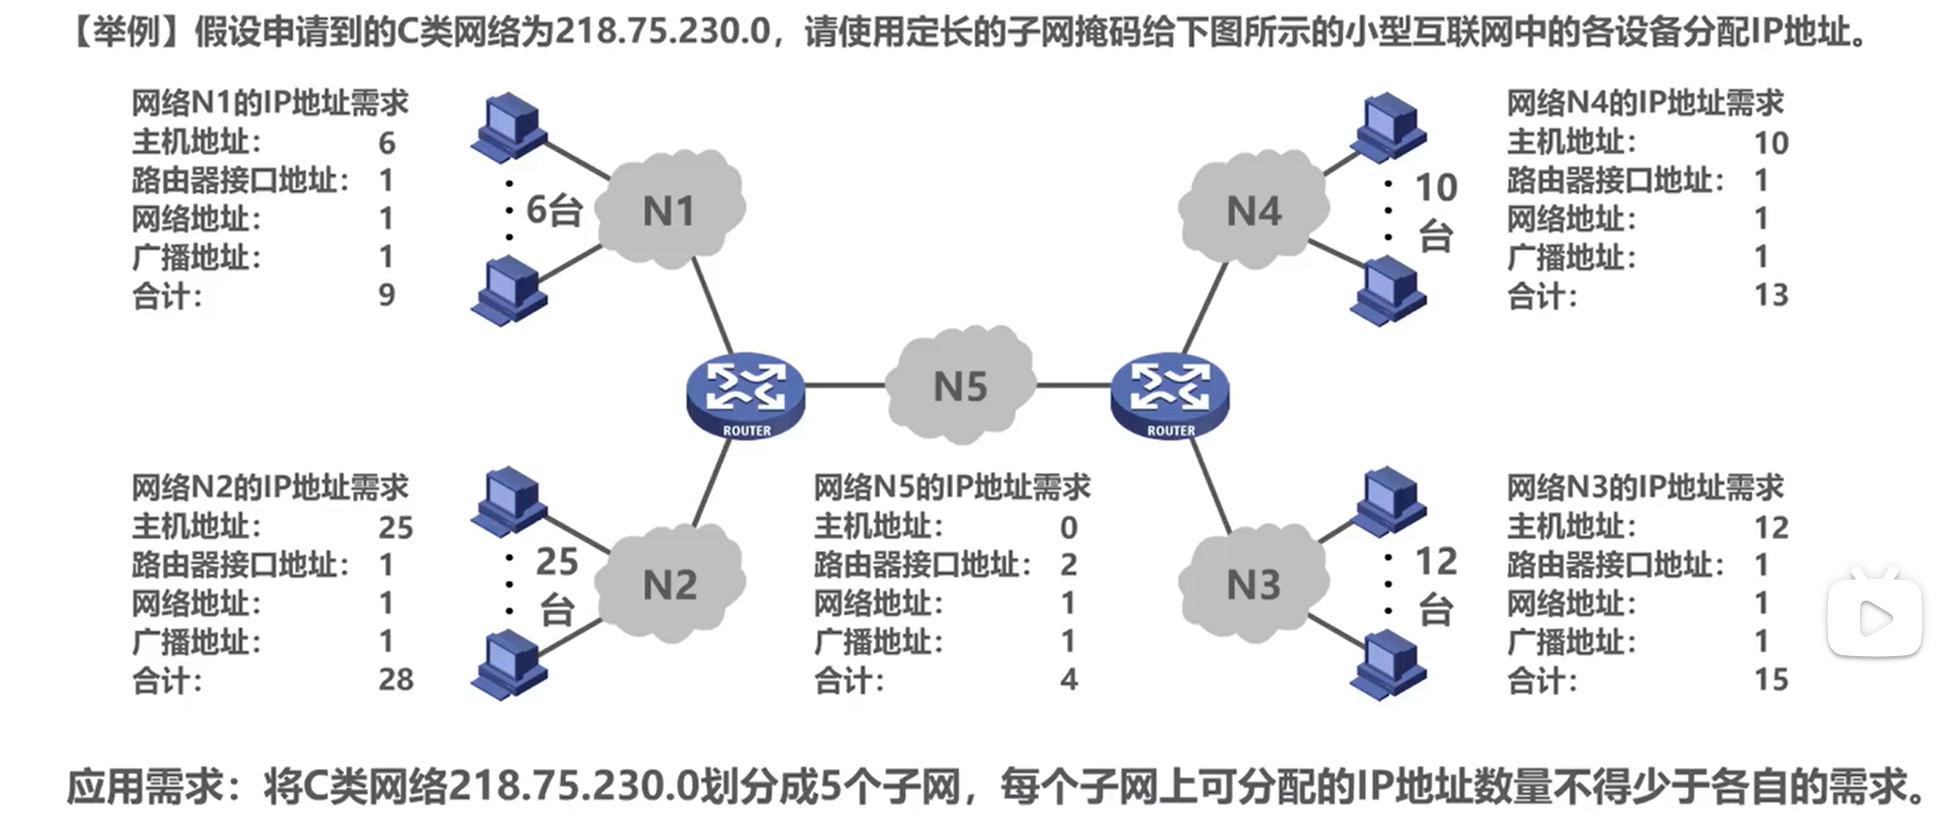 【举例】假设申请到的C类网络为218.75.230.0，请使用定长的子网掩码给下图所示的小型互联网中的各设备分配IP地址。
网络N1的IP地址需求
主机地址： 6
路由器接口地址： 1
网络地址： 1
广播地址： 1
合计： 9
6台
N1
N4
10
台
网络N4的IP地址需求
主机地址： 10
路由器接口地址： 1
网络地址： 1
广播地址： 1
合计： 13
ROUTER
N5
ROUTER
网络N2的IP地址需求
主机地址： 25
路由器接口地址： 1
网络地址： 1
广播地址： 1
合计： 28
25
台
N2
网络N5的IP地址需求
主机地址： 0
路由器接口地址： 2
网络地址： 1
广播地址： 1
合计： 4
N3
12
台
网络N3的IP地址需求
主机地址： 12
路由器接口地址： 1
网络地址： 1
广播地址： 1
合计： 15
应用需求：将C类网络218.75.230.0划分成5个子网，每个子网上可分配的IP地址数量不得少于各自的需求。